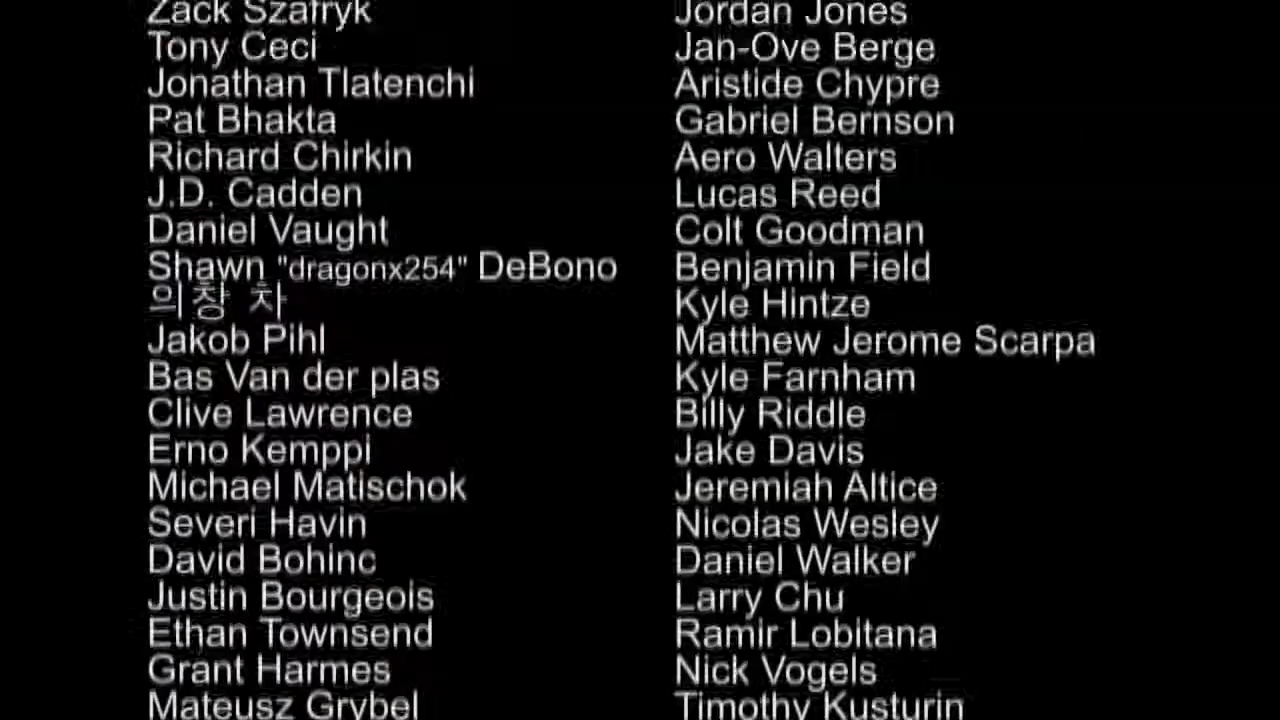 Zack Szafryk
Tony Ceci
Jonathan Tlatenchi
Pat Bhakta
Richard Chirkin
J.D. Cadden
Daniel Vaught
Shawn "dragonx254" DeBono
의창 차
Jakob Pihl
Bas Van der plas
Clive Lawrence
Erno Kemppi
Michael Matischok
Severi Havin
David Bohinc
Justin Bourgeois
Ethan Townsend
Grant Harmes
Mateusz Grybel
Jordan Jones
Jan-Ove Berge
Aristide Chypre
Gabriel Bernson
Aero Walters
Lucas Reed
Colt Goodman
Benjamin Field
Kyle Hintze
Matthew Jerome Scarpa
Kyle Farnham
Billy Riddle
Jake Davis
Jeremiah Altice
Nicolas Wesley
Daniel Walker
Larry Chu
Ramir Lobitana
Nick Vogels
Timothy Kusturin